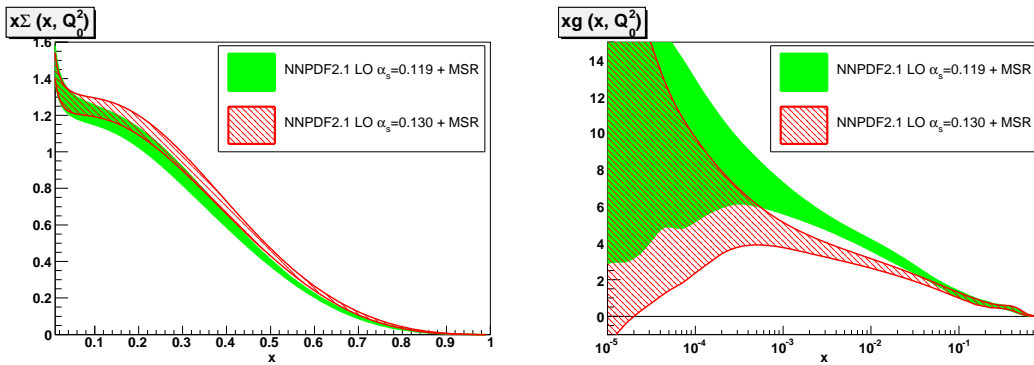 xΣ (x, Q₀²)
1.6
1.4
1.2
1
0.8
0.6
0.4
0.2
0
NNPDF2.1 LO αₛ=0.119 + MSR
NNPDF2.1 LO αₛ=0.130 + MSR
0.1 0.2 0.3 0.4 0.5 0.6 0.7 0.8 0.9 1
x
xg (x, Q₀²)
14
12
10
8
6
4
2
0
NNPDF2.1 LO αₛ=0.119 + MSR
NNPDF2.1 LO αₛ=0.130 + MSR
10⁻⁵ 10⁻⁴ 10⁻³ 10⁻² 10⁻¹
x